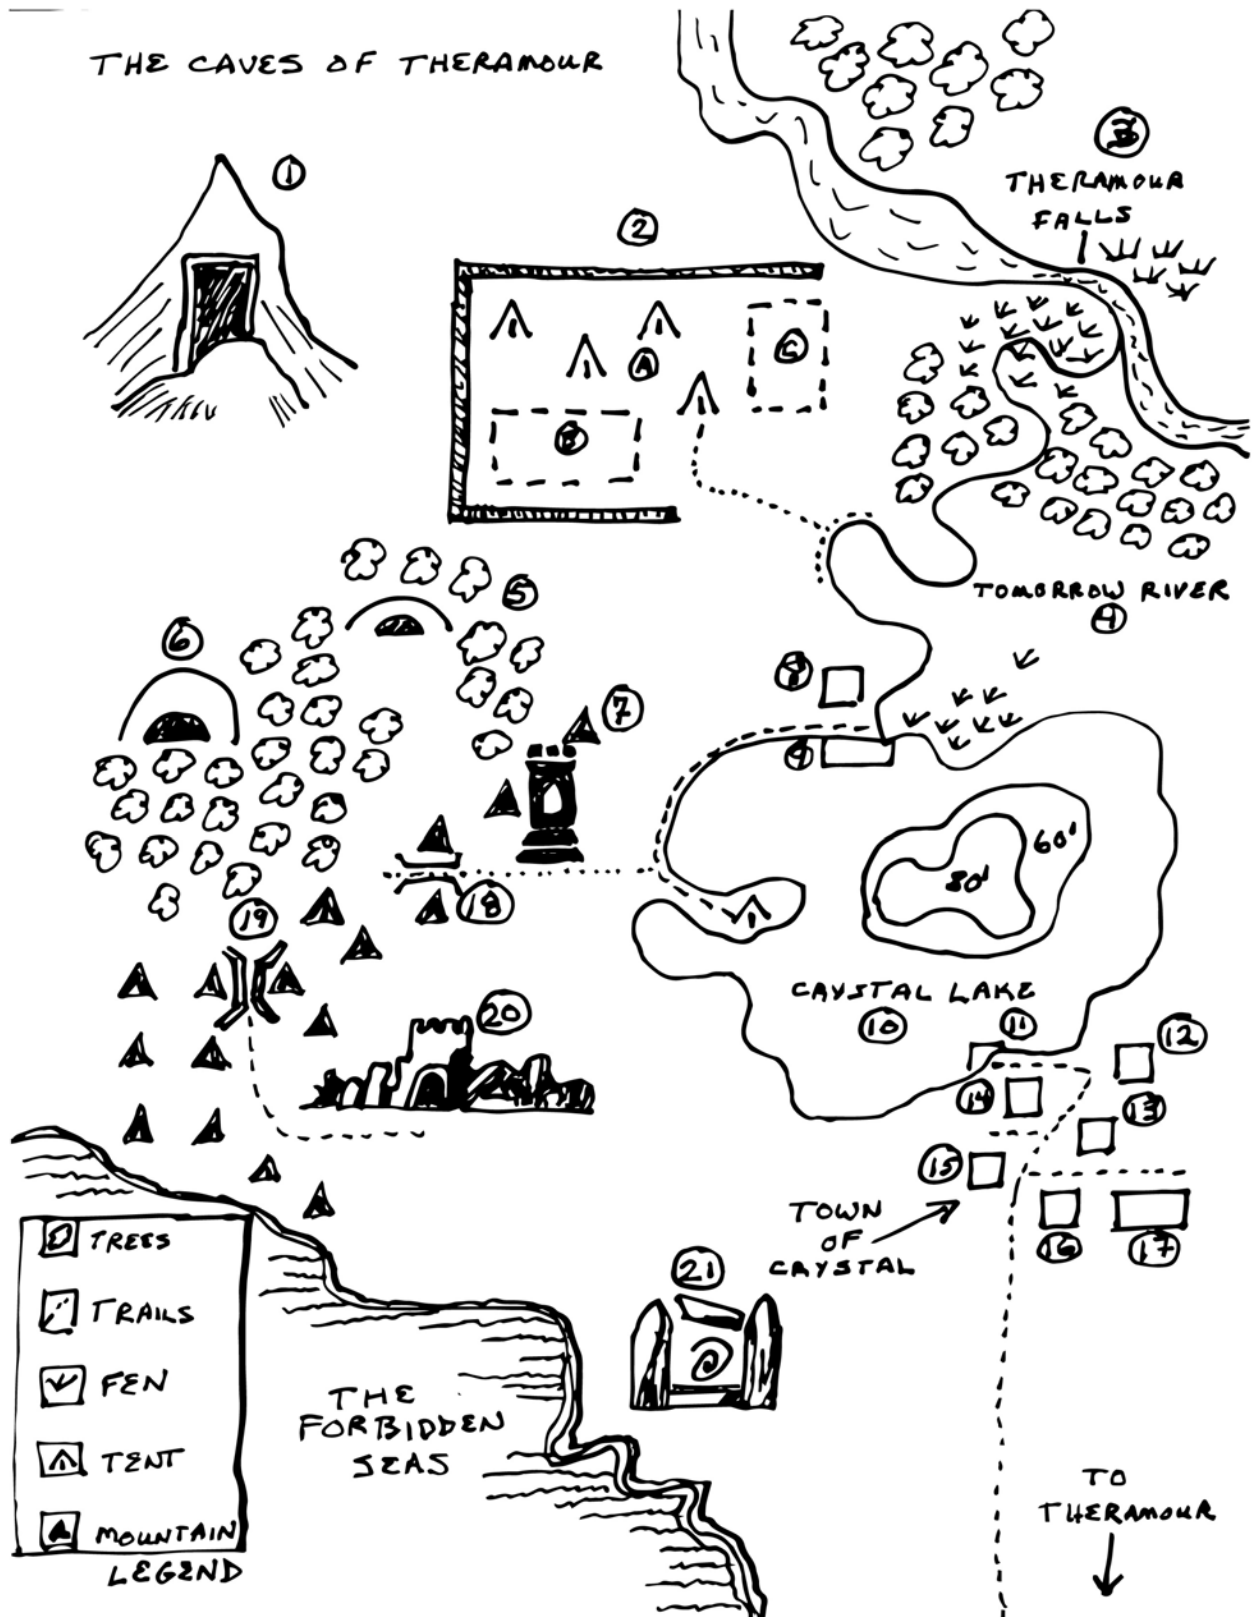 THE CAVES OF THERAMOUR
1
2
3
THERAMOUR
FALLS
A
B
C
TOMORROW RIVER
4
5
6
7
8
9
60'
80'
CRYSTAL LAKE
10
11
12
13
14
15
16
17
TOWN
OF
CRYSTAL
18
19
20
21
THE
FORBIDDEN
SEAS
TREES
TRAILS
FEN
TENT
MOUNTAIN
LEGEND
TO
THERAMOUR